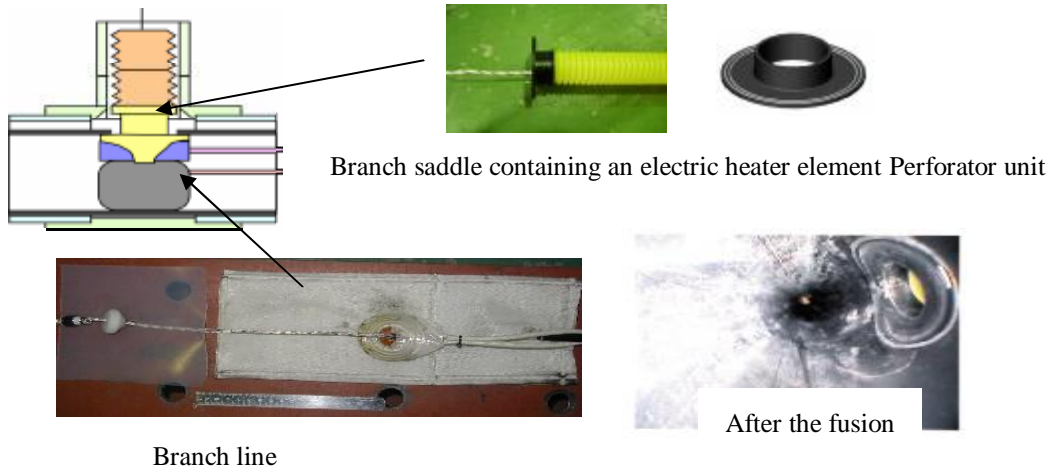 Branch saddle containing an electric heater element Perforator unit
After the fusion
Branch line